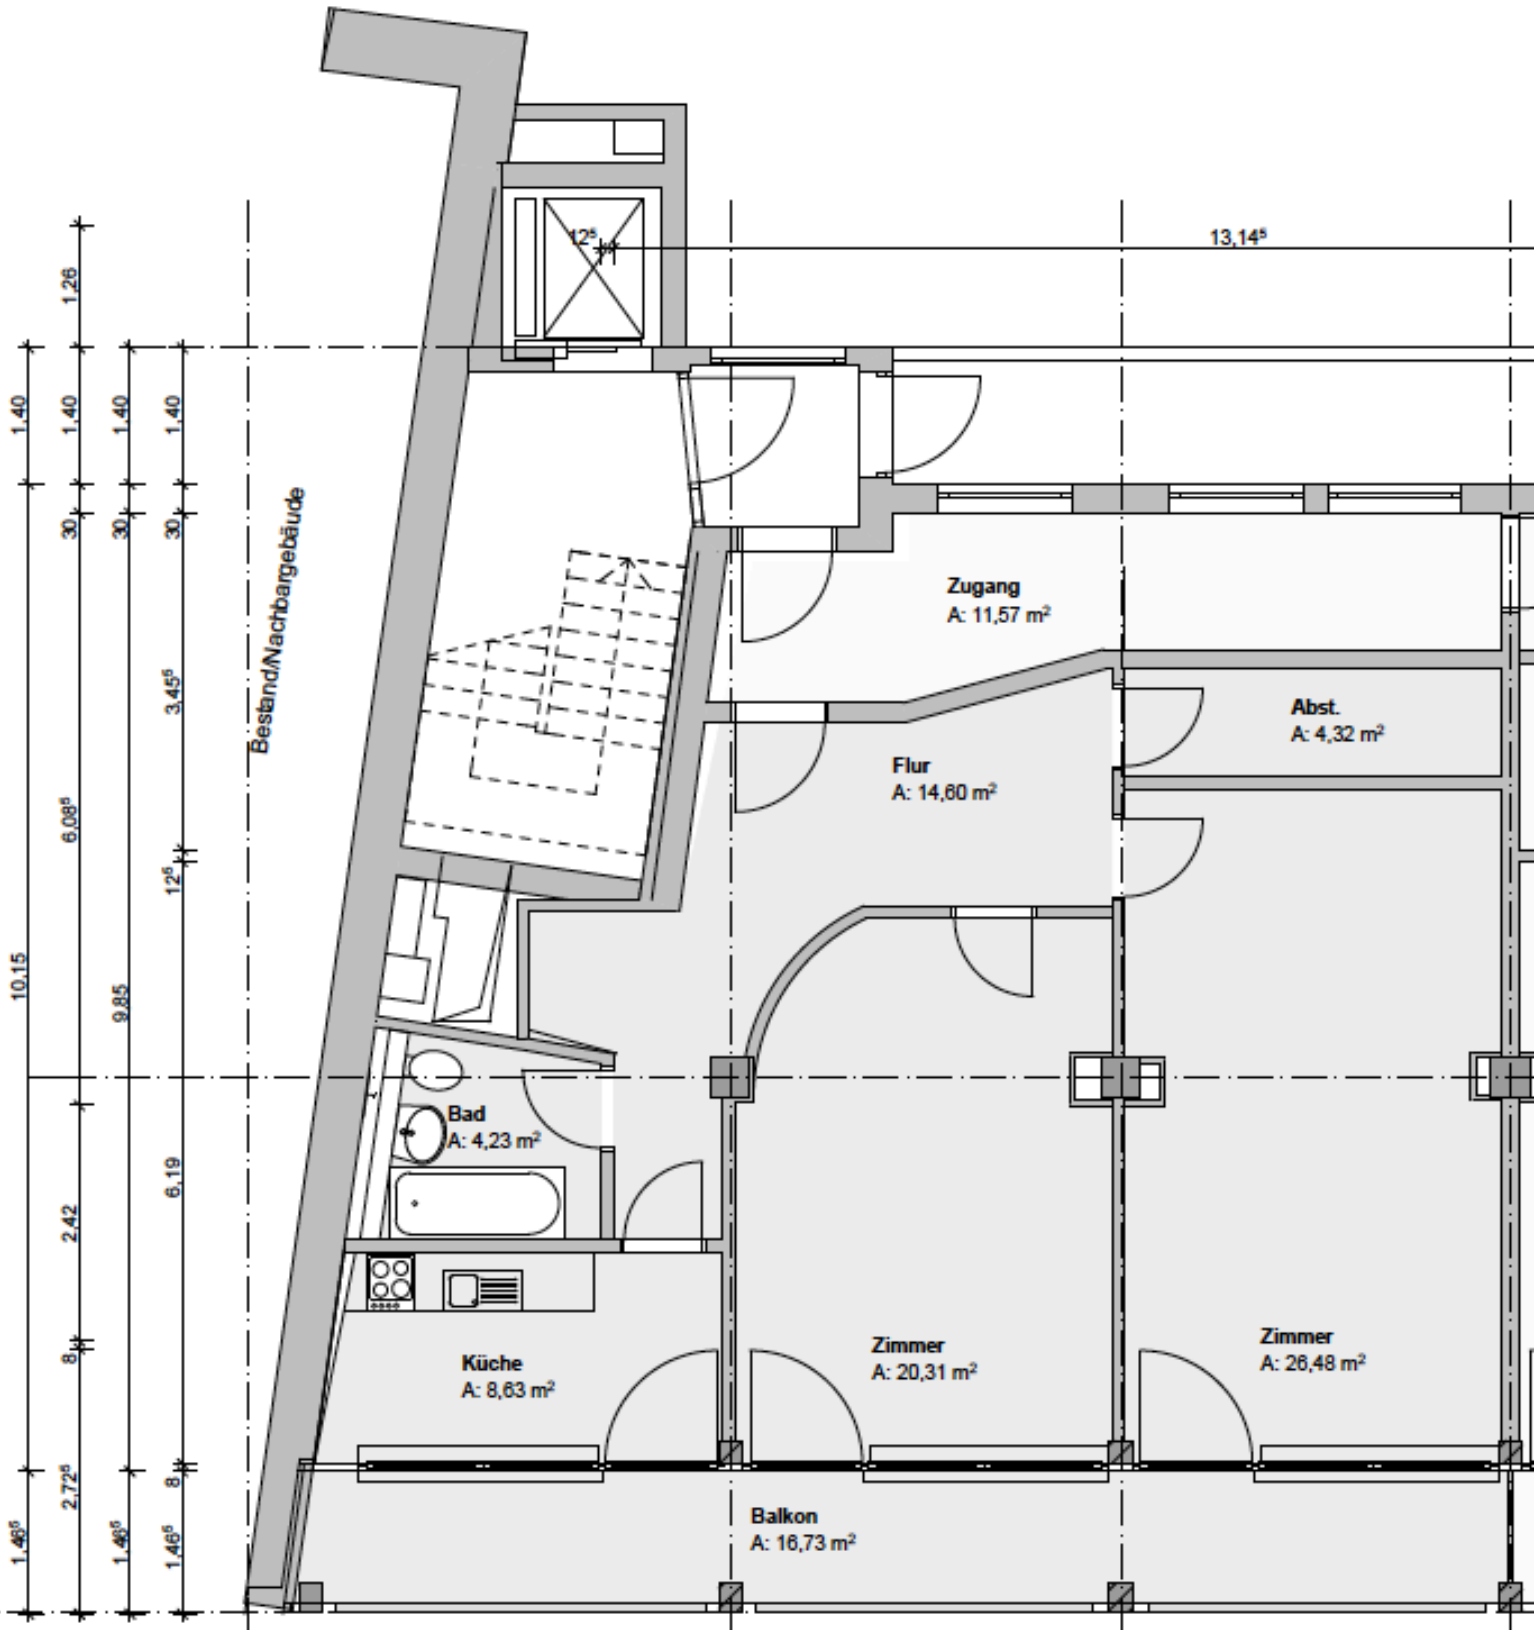 12⁵
13,14⁵
1,26
1,40
1,40
1,40
1,40
30
30
30
Bestand/Nachbargebäude
Zugang
A: 11,57 m²
3,45⁵
Abst.
A: 4,32 m²
Flur
A: 14,60 m²
6,08⁵
12⁵
10,15
9,85
Bad
A: 4,23 m²
6,19
2,42
8
Küche
A: 8,63 m²
Zimmer
A: 20,31 m²
Zimmer
A: 26,48 m²
2,72⁵
8
1,46⁵
1,46⁵
1,46⁵
Balkon
A: 16,73 m²